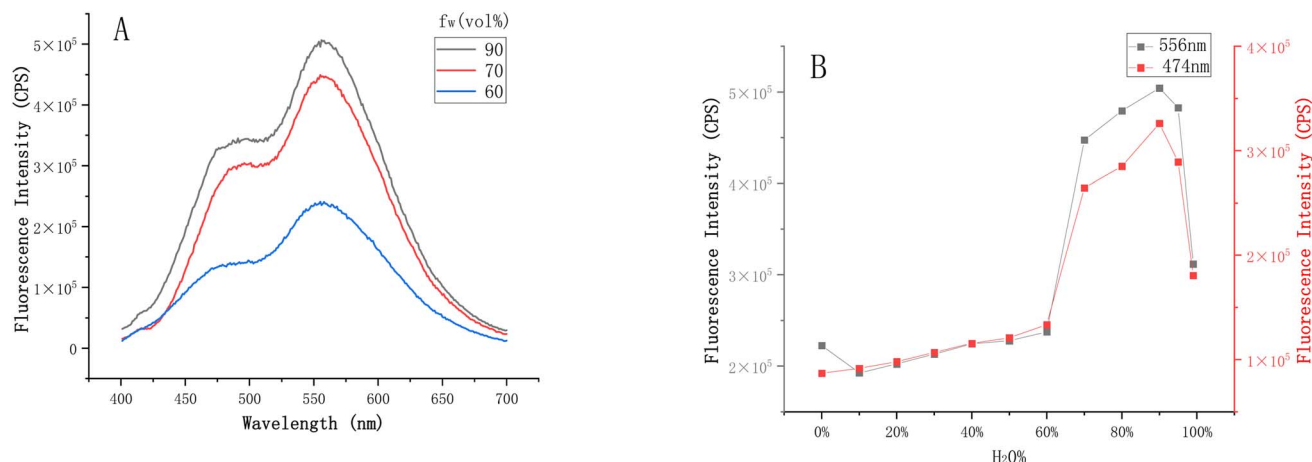 A
fw(vol%)
90
70
60
5×10⁵
4×10⁵
3×10⁵
2×10⁵
1×10⁵
0
Fluorescence Intensity (CPS)
400 450 500 550 600 650 700
Wavelength (nm)
B
556nm
474nm
5×10⁵
4×10⁵
3×10⁵
2×10⁵
Fluorescence Intensity (CPS)
4×10⁵
3×10⁵
2×10⁵
1×10⁵
Fluorescence Intensity (CPS)
0% 20% 40% 60% 80% 100%
H₂O%